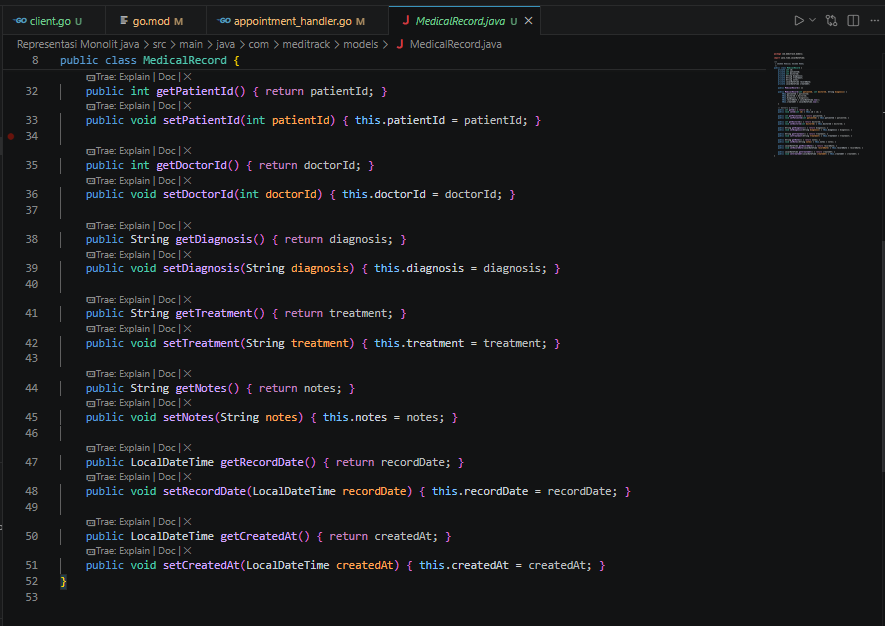 client.go U
go.mod M
appointment_handler.go M
J MedicalRecord.java U
Representasi Monolit java > src > main > java > com > meditrack > models > J MedicalRecord.java
8 public class MedicalRecord {
Trae: Explain | Doc | X
32 public int getPatientId() { return patientId; }
Trae: Explain | Doc | X
33 public void setPatientId(int patientId) { this.patientId = patientId; }
34
Trae: Explain | Doc | X
35 public int getDoctorId() { return doctorId; }
Trae: Explain | Doc | X
36 public void setDoctorId(int doctorId) { this.doctorId = doctorId; }
37
Trae: Explain | Doc | X
38 public String getDiagnosis() { return diagnosis; }
Trae: Explain | Doc | X
39 public void setDiagnosis(String diagnosis) { this.diagnosis = diagnosis; }
40
Trae: Explain | Doc | X
41 public String getTreatment() { return treatment; }
Trae: Explain | Doc | X
42 public void setTreatment(String treatment) { this.treatment = treatment; }
43
Trae: Explain | Doc | X
44 public String getNotes() { return notes; }
Trae: Explain | Doc | X
45 public void setNotes(String notes) { this.notes = notes; }
46
Trae: Explain | Doc | X
47 public LocalDateTime getRecordDate() { return recordDate; }
Trae: Explain | Doc | X
48 public void setRecordDate(LocalDateTime recordDate) { this.recordDate = recordDate; }
49
Trae: Explain | Doc | X
50 public LocalDateTime getCreatedAt() { return createdAt; }
Trae: Explain | Doc | X
51 public void setCreatedAt(LocalDateTime createdAt) { this.createdAt = createdAt; }
52 }
53